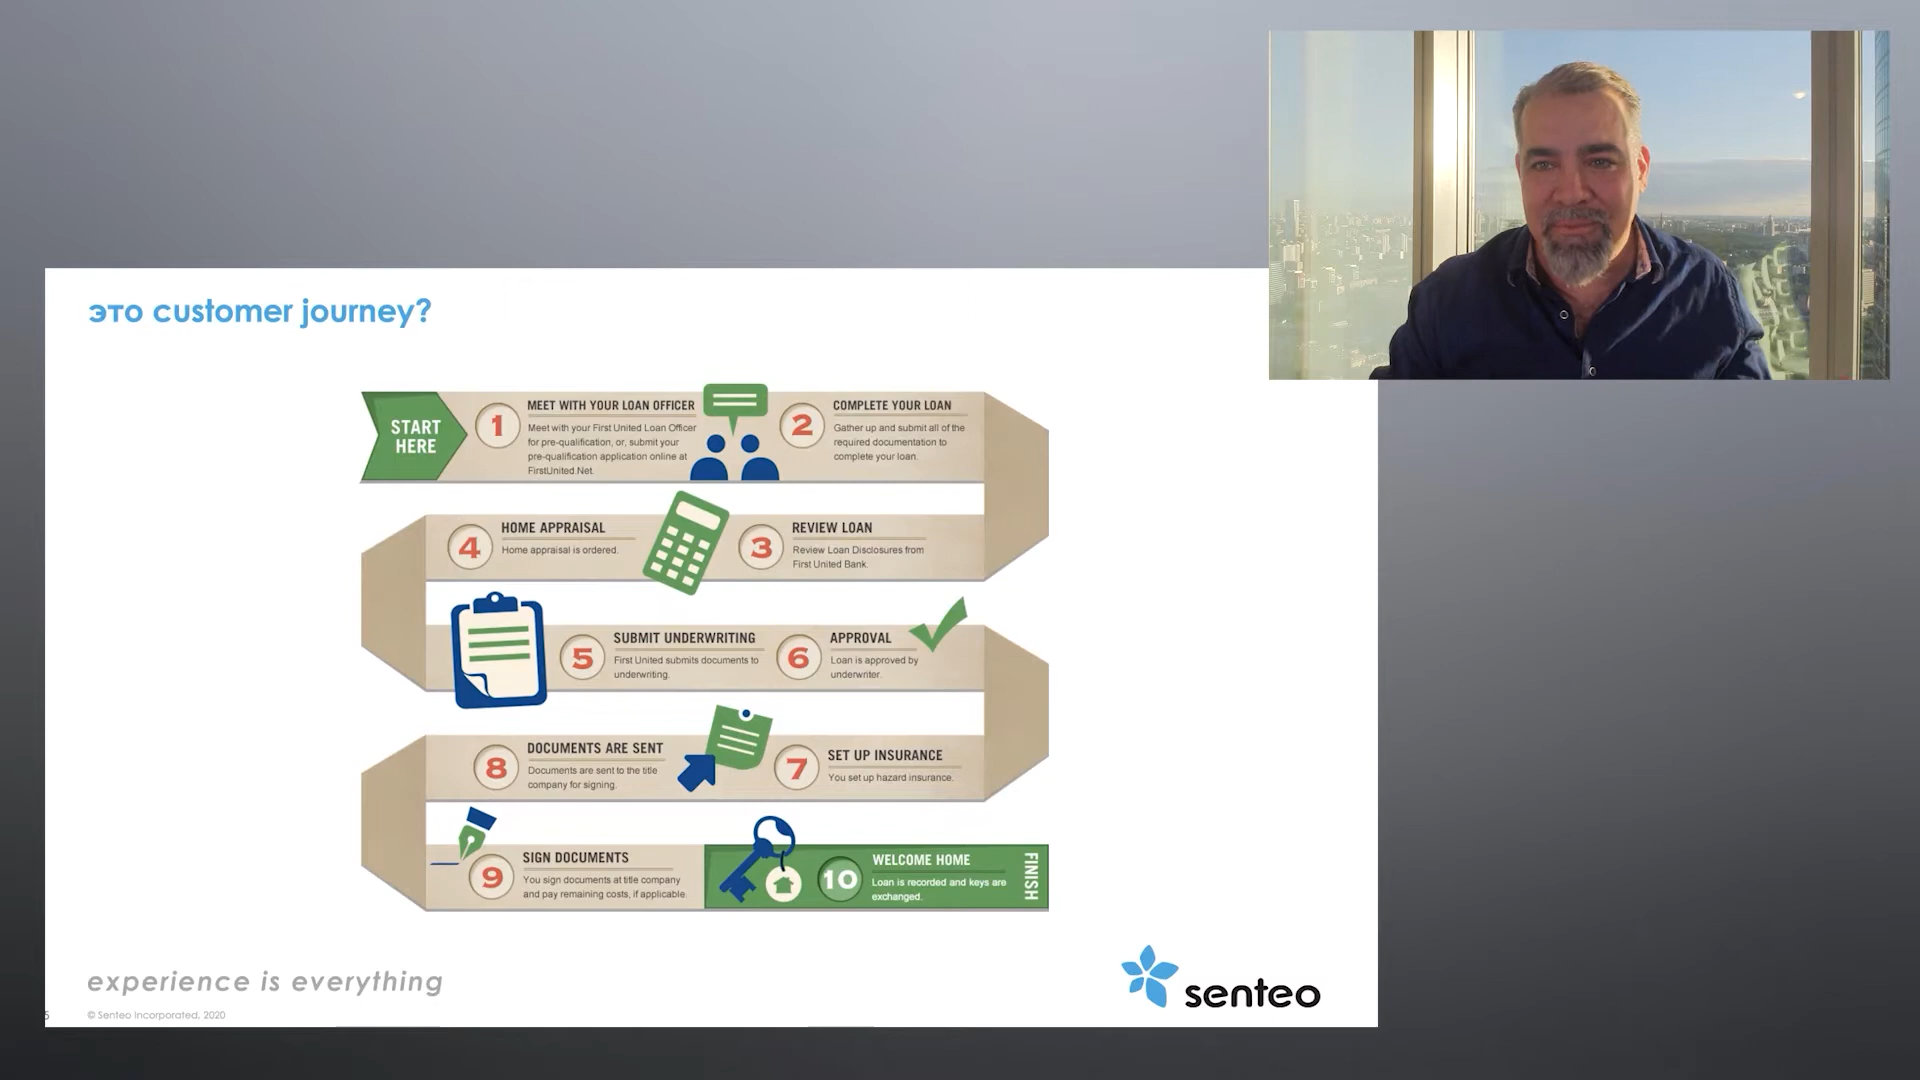 это customer journey?
START
HERE
1
MEET WITH YOUR LOAN OFFICER
Meet with your First United Loan Officer
for pre-qualification, or, submit your
pre-qualification application online at
FirstUnited.Net.
2
COMPLETE YOUR LOAN
Gather up and submit all of the
required documentation to
complete your loan.
3
REVIEW LOAN
Review Loan Disclosures from
First United Bank.
4
HOME APPRAISAL
Home appraisal is ordered.
5
SUBMIT UNDERWRITING
First United submits documents to
underwriting.
6
APPROVAL
Loan is approved by
underwriter.
7
SET UP INSURANCE
You set up hazard insurance.
8
DOCUMENTS ARE SENT
Documents are sent to the title
company for signing.
9
SIGN DOCUMENTS
You sign documents at title company
and pay remaining costs, if applicable.
10
WELCOME HOME
Loan is recorded and keys are
exchanged.
FINISH
experience is everything
senteo
5
© Senteo Incorporated, 2020